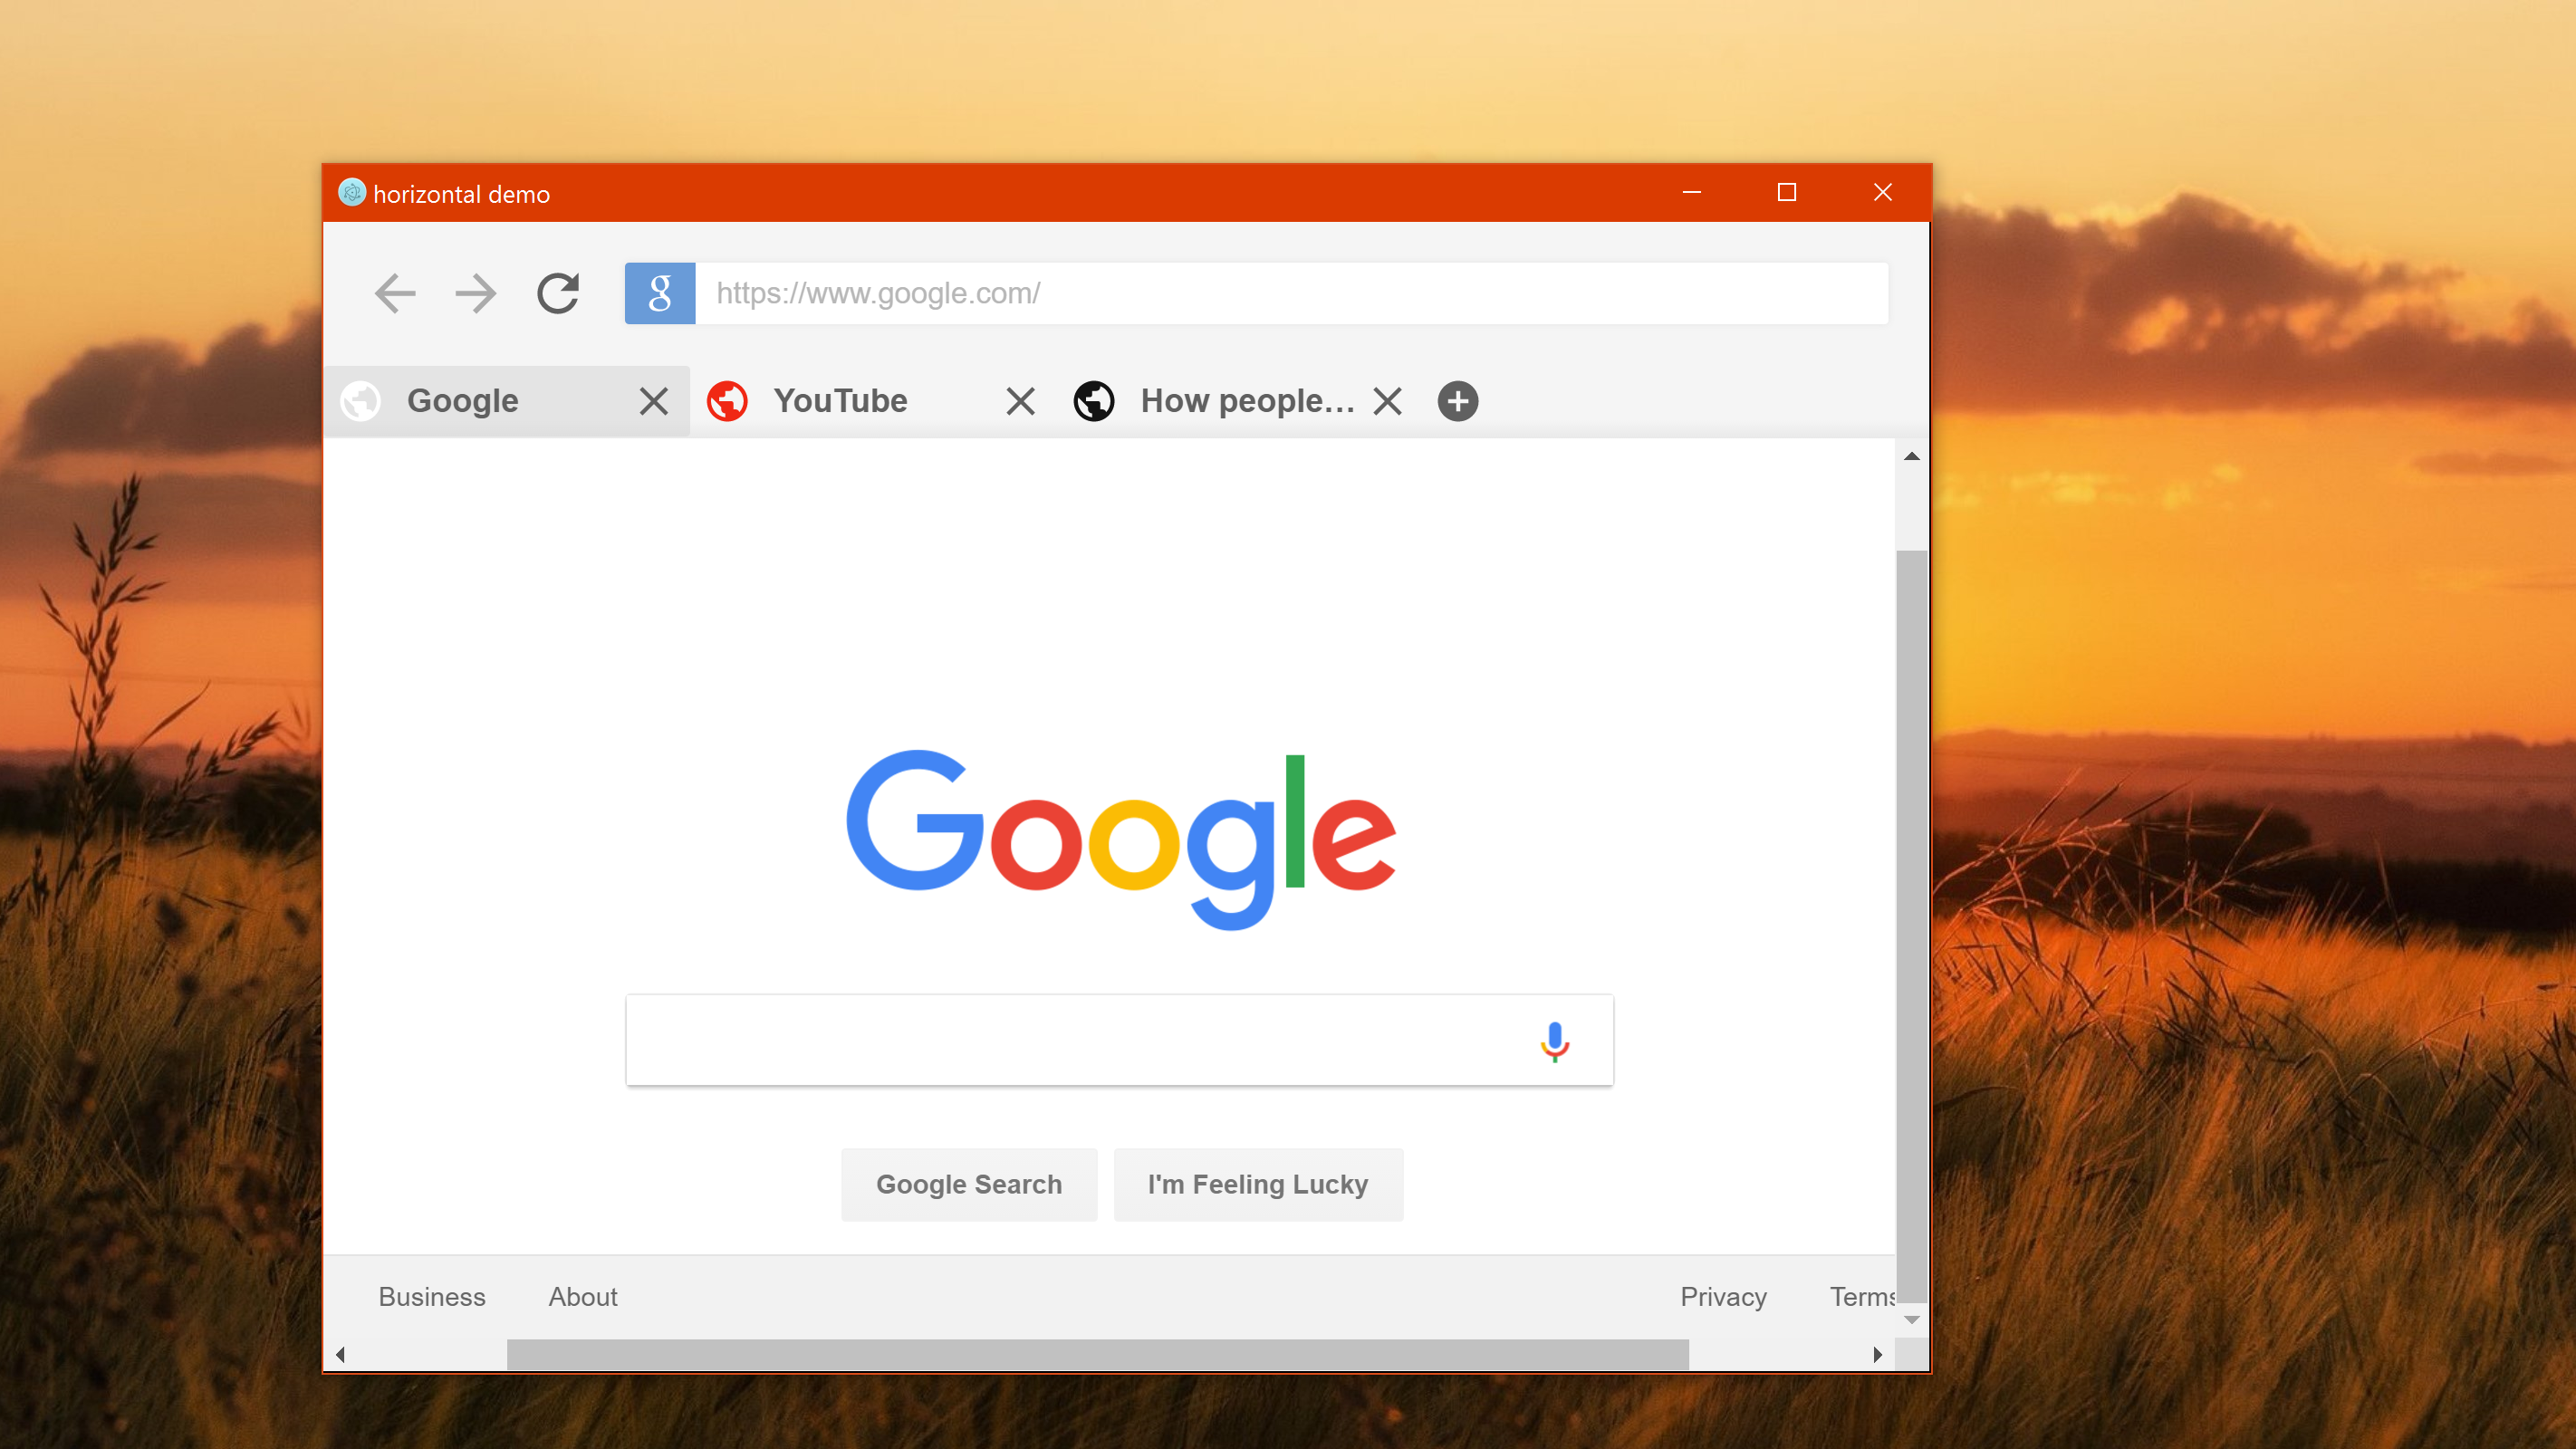 horizontal demo
g https://www.google.com/
Google YouTube How people...
Google
Google Search I'm Feeling Lucky
Business About Privacy Terms